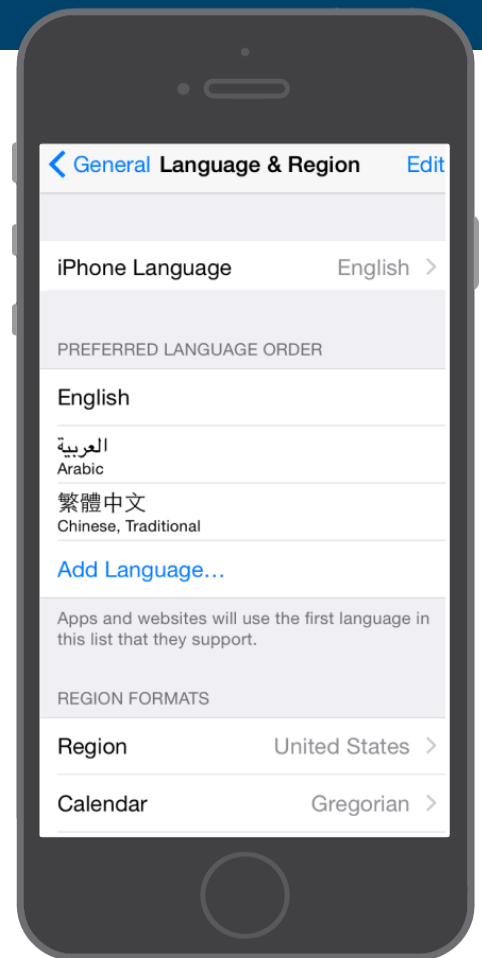 General Language & Region Edit
iPhone Language English
PREFERRED LANGUAGE ORDER
English
العربية
Arabic
繁體中文
Chinese, Traditional
Add Language...
Apps and websites will use the first language in
this list that they support.
REGION FORMATS
Region United States
Calendar Gregorian